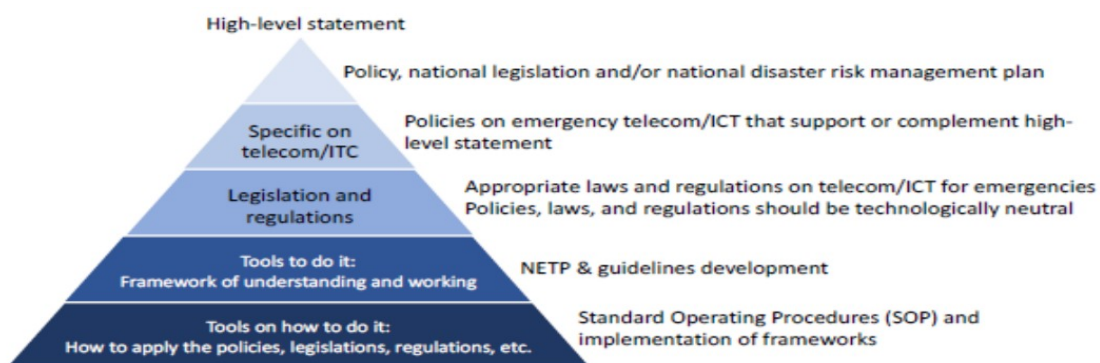 High-level statement
Policy, national legislation and/or national disaster risk management plan
Specific on
telecom/ITC
Policies on emergency telecom/ICT that support or complement high-
level statement
Legislation and
regulations
Appropriate laws and regulations on telecom/ICT for emergencies
Policies, laws, and regulations should be technologically neutral
Tools to do it:
Framework of understanding and working
NETP & guidelines development
Tools on how to do it:
How to apply the policies, legislations, regulations, etc.
Standard Operating Procedures (SOP) and
implementation of frameworks